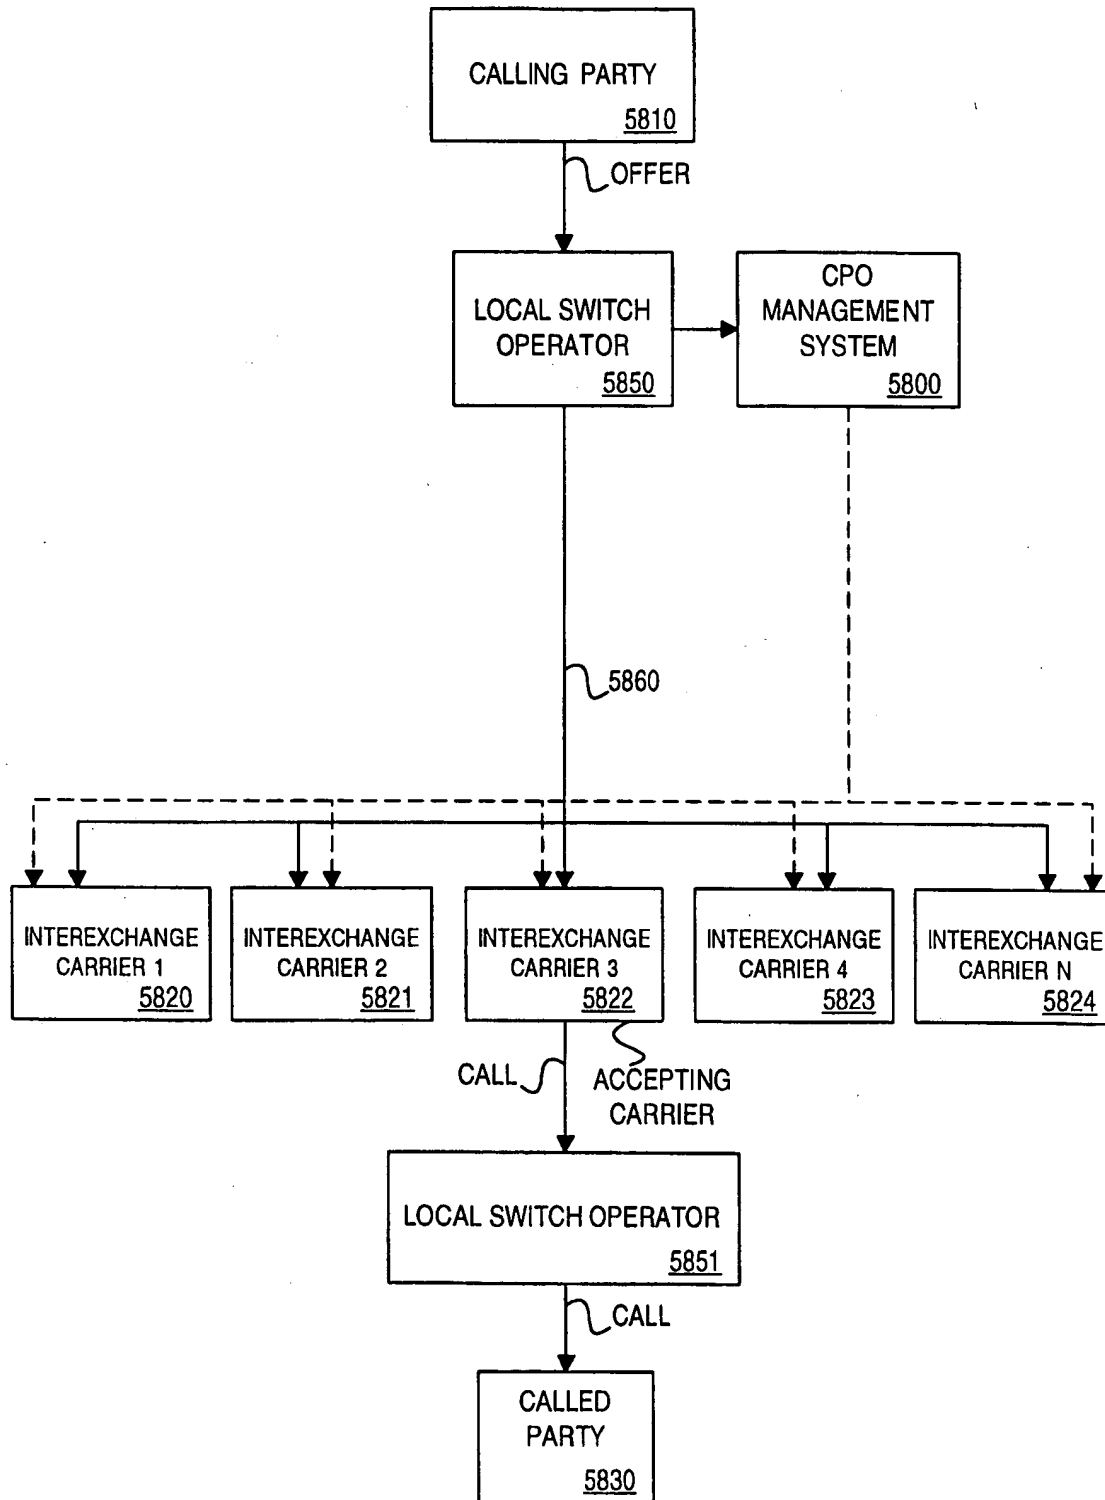 CALLING PARTY
5810
OFFER
LOCAL SWITCH
OPERATOR
5850
CPO
MANAGEMENT
SYSTEM
5800
5860
INTEREXCHANGE
CARRIER 1
5820
INTEREXCHANGE
CARRIER 2
5821
INTEREXCHANGE
CARRIER 3
5822
INTEREXCHANGE
CARRIER 4
5823
INTEREXCHANGE
CARRIER N
5824
CALL
ACCEPTING
CARRIER
LOCAL SWITCH OPERATOR
5851
CALL
CALLED
PARTY
5830